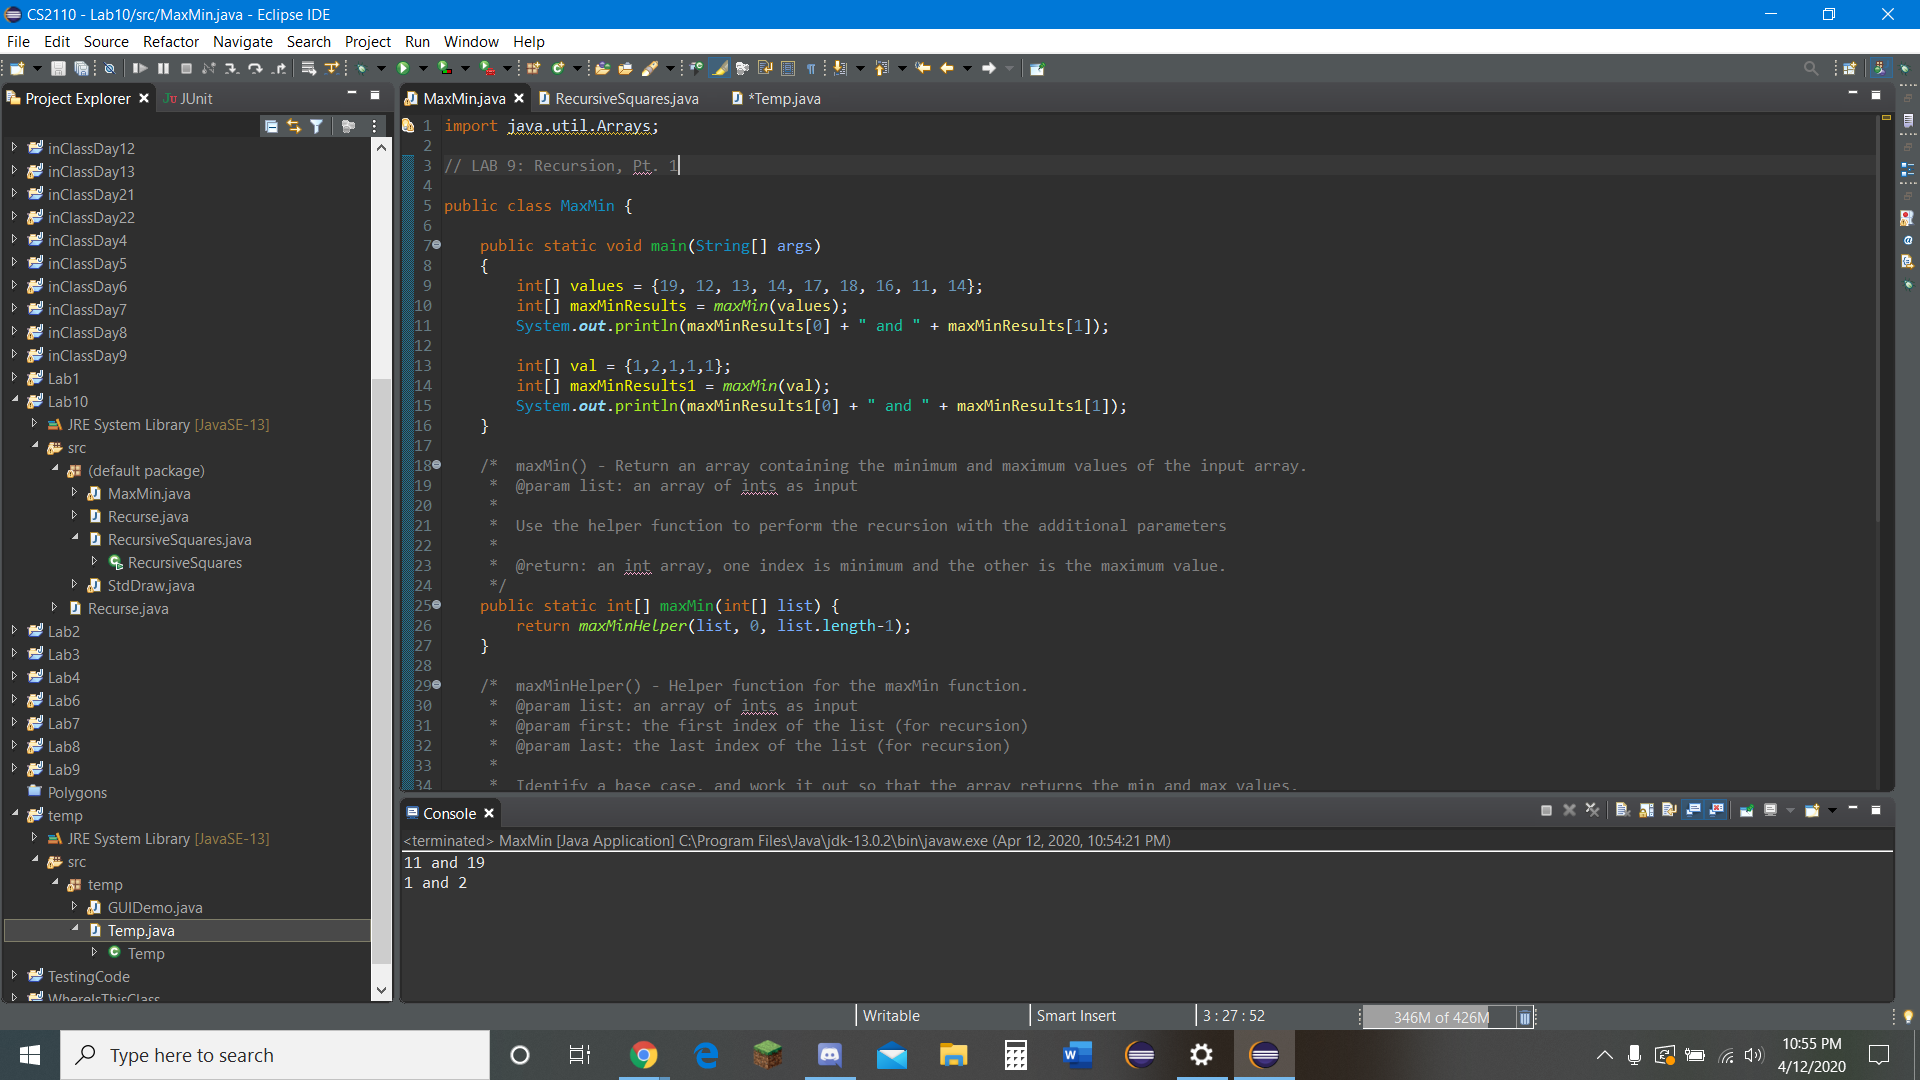 CS2110 - Lab10/src/MaxMin.java - Eclipse IDE
File Edit Source Refactor Navigate Search Project Run Window Help
Project Explorer JUnit
MaxMin.java RecursiveSquares.java *Temp.java
inClassDay12
inClassDay13
inClassDay21
inClassDay22
inClassDay4
inClassDay5
inClassDay6
inClassDay7
inClassDay8
inClassDay9
Lab1
Lab10
JRE System Library [JavaSE-13]
src
(default package)
MaxMin.java
Recurse.java
RecursiveSquares.java
RecursiveSquares
StdDraw.java
Recurse.java
Lab2
Lab3
Lab4
Lab6
Lab7
Lab8
Lab9
Polygons
temp
JRE System Library [JavaSE-13]
src
temp
GUIDemo.java
Temp.java
Temp
TestingCode
WhereIsThisClass
1 import java.util.Arrays;
2
3 // LAB 9: Recursion, Pt. 1
4
5 public class MaxMin {
6
7 public static void main(String[] args)
8 {
9 int[] values = {19, 12, 13, 14, 17, 18, 16, 11, 14};
10 int[] maxMinResults = maxMin(values);
11 System.out.println(maxMinResults[0] + " and " + maxMinResults[1]);
12
13 int[] val = {1,2,1,1,1};
14 int[] maxMinResults1 = maxMin(val);
15 System.out.println(maxMinResults1[0] + " and " + maxMinResults1[1]);
16 }
17
18 /* maxMin() - Return an array containing the minimum and maximum values of the input array.
19 * @param list: an array of ints as input
20 *
21 * Use the helper function to perform the recursion with the additional parameters
22 *
23 * @return: an int array, one index is minimum and the other is the maximum value.
24 */
25 public static int[] maxMin(int[] list) {
26 return maxMinHelper(list, 0, list.length-1);
27 }
28
29 /* maxMinHelper() - Helper function for the maxMin function.
30 * @param list: an array of ints as input
31 * @param first: the first index of the list (for recursion)
32 * @param last: the last index of the list (for recursion)
33 *
34 * Identify a base case, and work it out so that the array returns the min and max values.
Console
<terminated> MaxMin [Java Application] C:\Program Files\Java\jdk-13.0.2\bin\javaw.exe (Apr 12, 2020, 10:54:21 PM)
11 and 19
1 and 2
Writable Smart Insert 3 : 27 : 52 346M of 426M
Type here to search
10:55 PM
4/12/2020